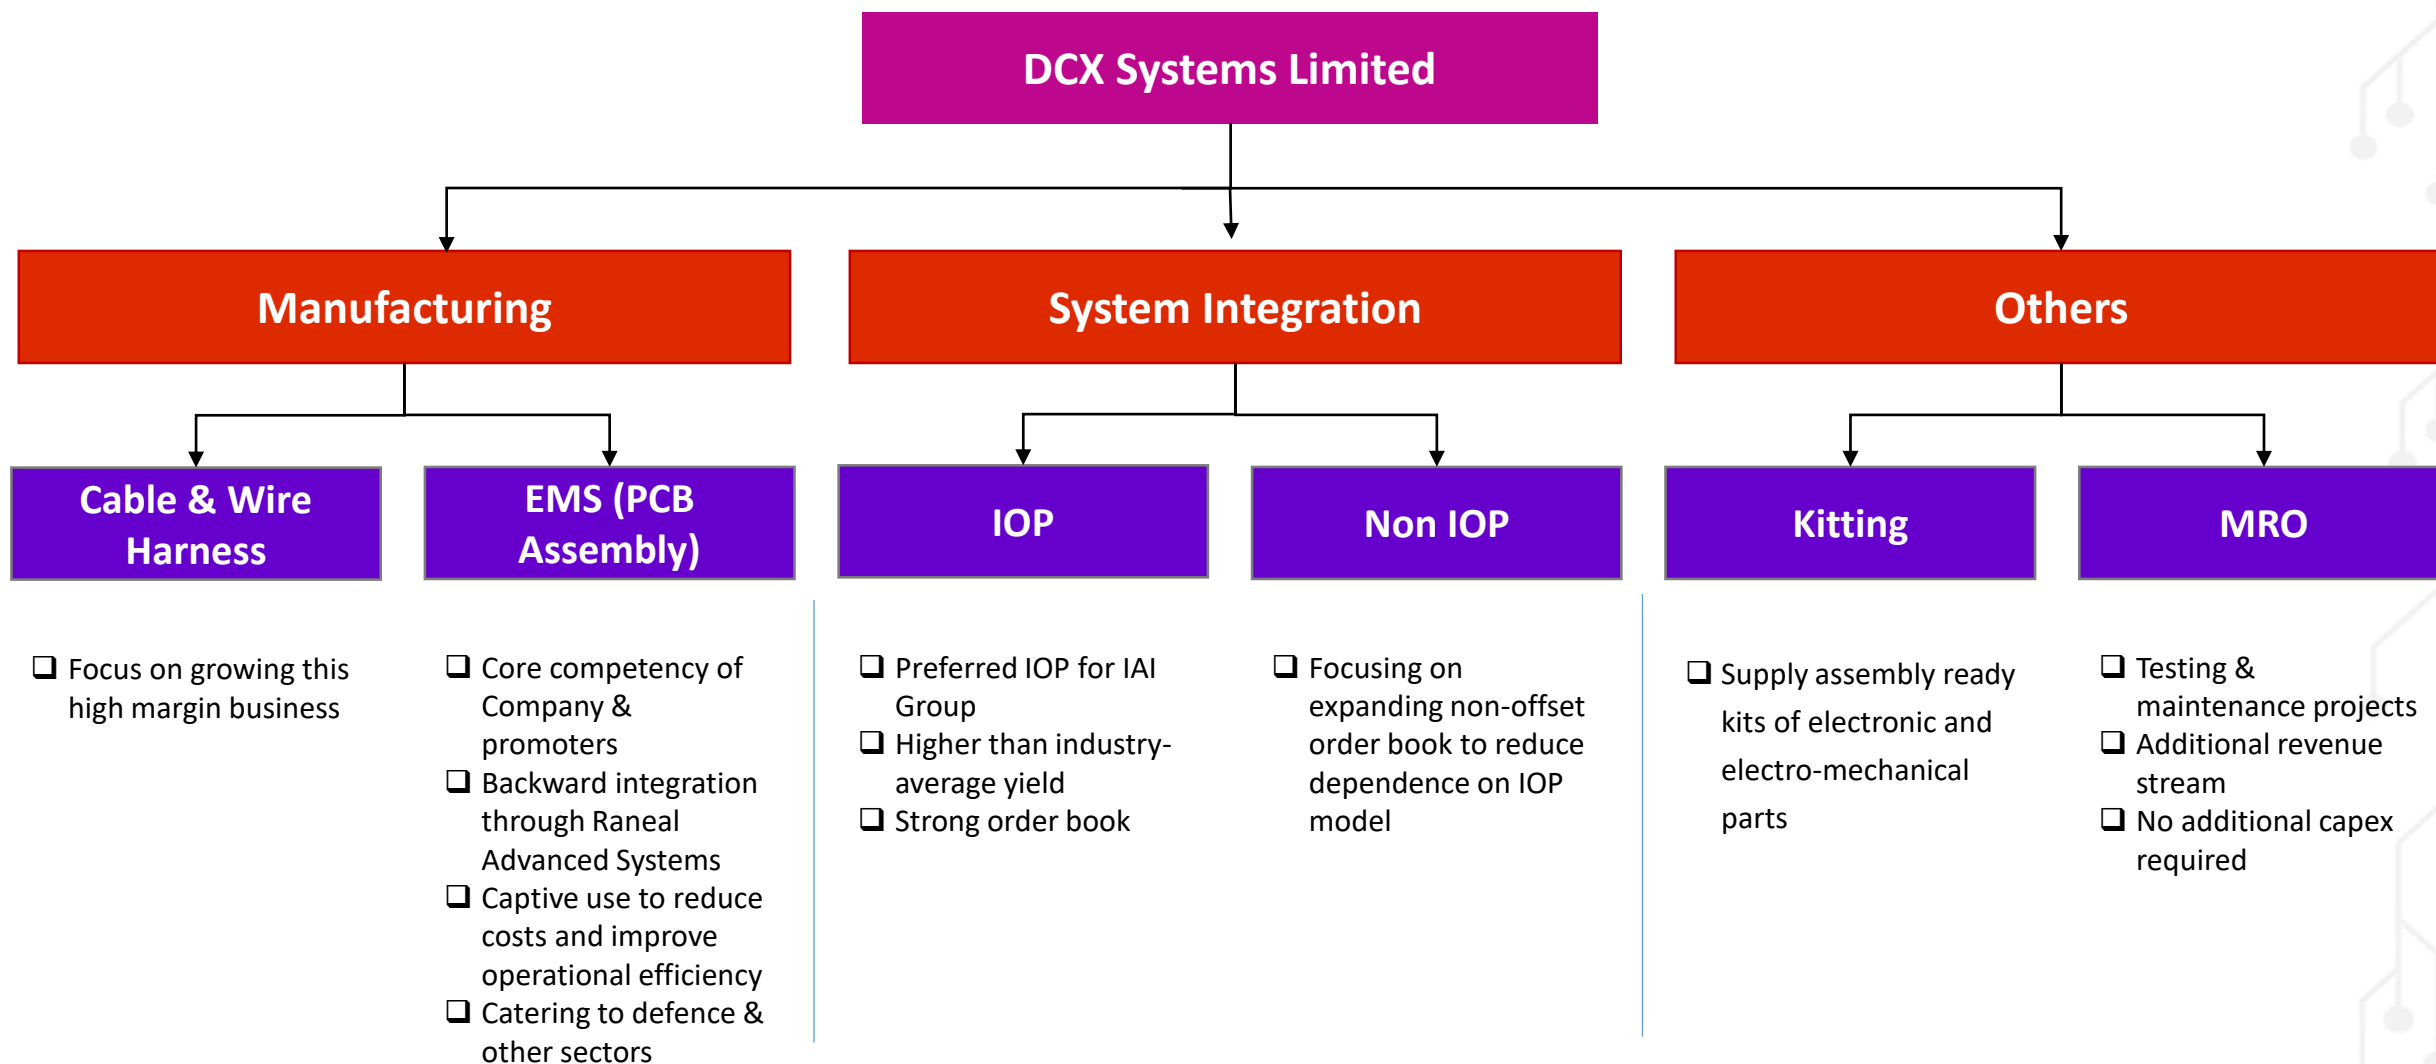 DCX Systems Limited
Manufacturing
System Integration
Others
Cable & Wire
Harness
EMS (PCB
Assembly)
IOP
Non IOP
Kitting
MRO
❑ Focus on growing this
high margin business
❑ Core competency of
Company &
promoters
❑ Backward integration
through Raneal
Advanced Systems
❑ Captive use to reduce
costs and improve
operational efficiency
❑ Catering to defence &
other sectors
❑ Preferred IOP for IAI
Group
❑ Higher than industry-
average yield
❑ Strong order book
❑ Focusing on
expanding non-offset
order book to reduce
dependence on IOP
model
❑ Supply assembly ready
kits of electronic and
electro-mechanical
parts
❑ Testing &
maintenance projects
❑ Additional revenue
stream
❑ No additional capex
required